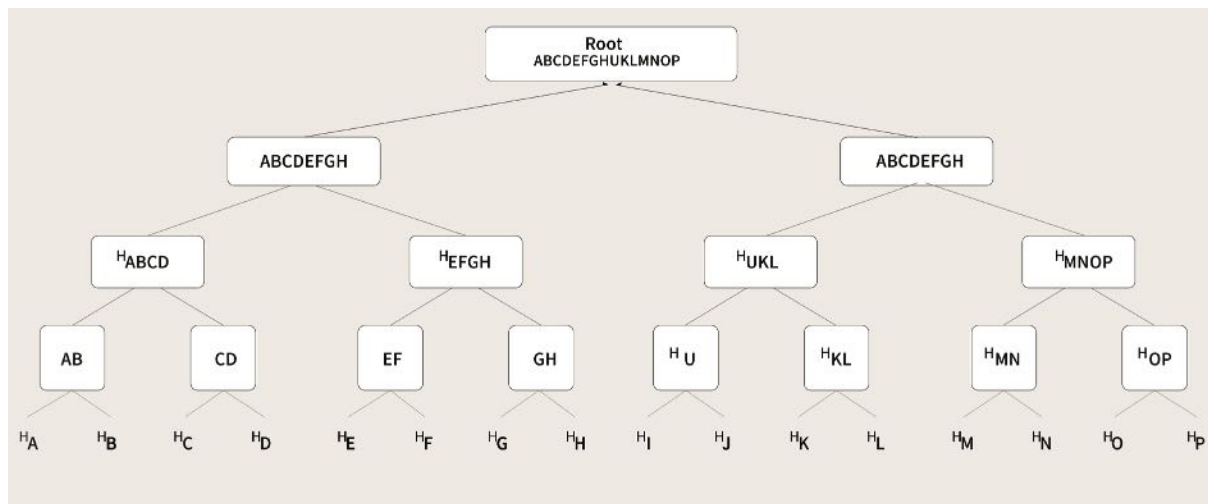 Root
ABCDEFGHUKLMNOP
ABCDEFGH ABCDEFGH
HABCD HEFGH HUKL HMNOP
AB CD EF GH H U HKL HMN HOP
HA HB HC HD HE HF HG HH HI HJ HK HL HM HN HO HP